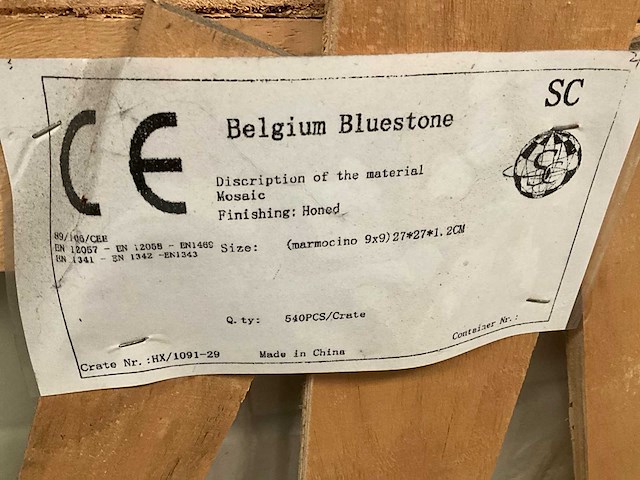 SC
CE
Belgium Bluestone
SC
Discription of the material
Mosaic
Finishing: Honed
89/106/CEE
EN 12057 - EN 12058 - EN1469
EN 1341 - EN 1342 -EN1343
Size: (marmocino 9x9)27*27*1.2CM
Q.ty: 540PCS/Crate
Container Nr.:
Crate Nr.:HX/1091-29 Made in China